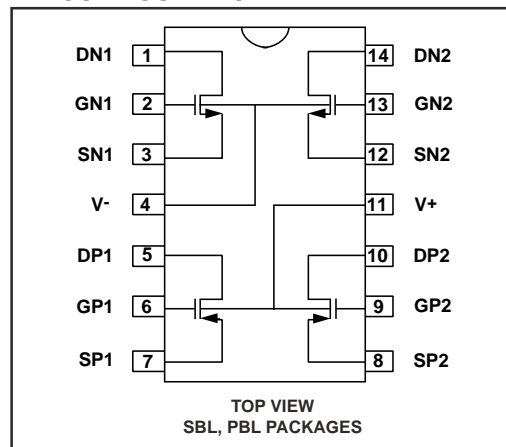 DN1 1 14 DN2
GN1 2 13 GN2
SN1 3 12 SN2
V- 4 11 V+
DP1 5 10 DP2
GP1 6 9 GP2
SP1 7 8 SP2
TOP VIEW
SBL, PBL PACKAGES